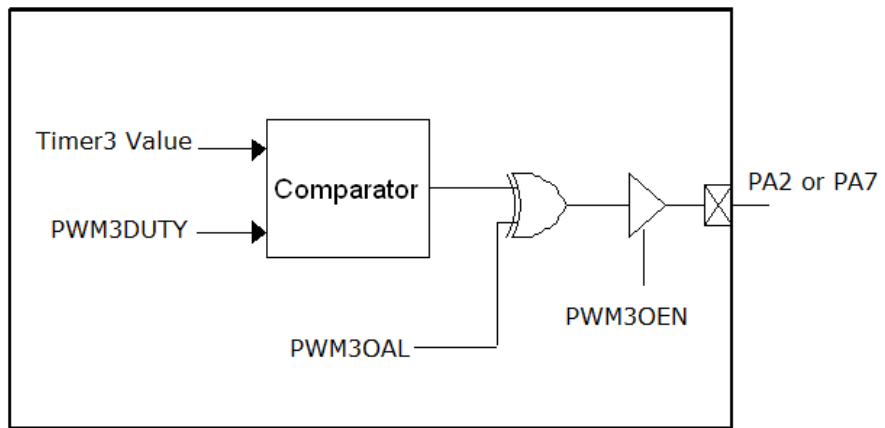 Timer3 Value
PWM3DUTY
Comparator
PWM3OAL
PWM3OEN
PA2 or PA7